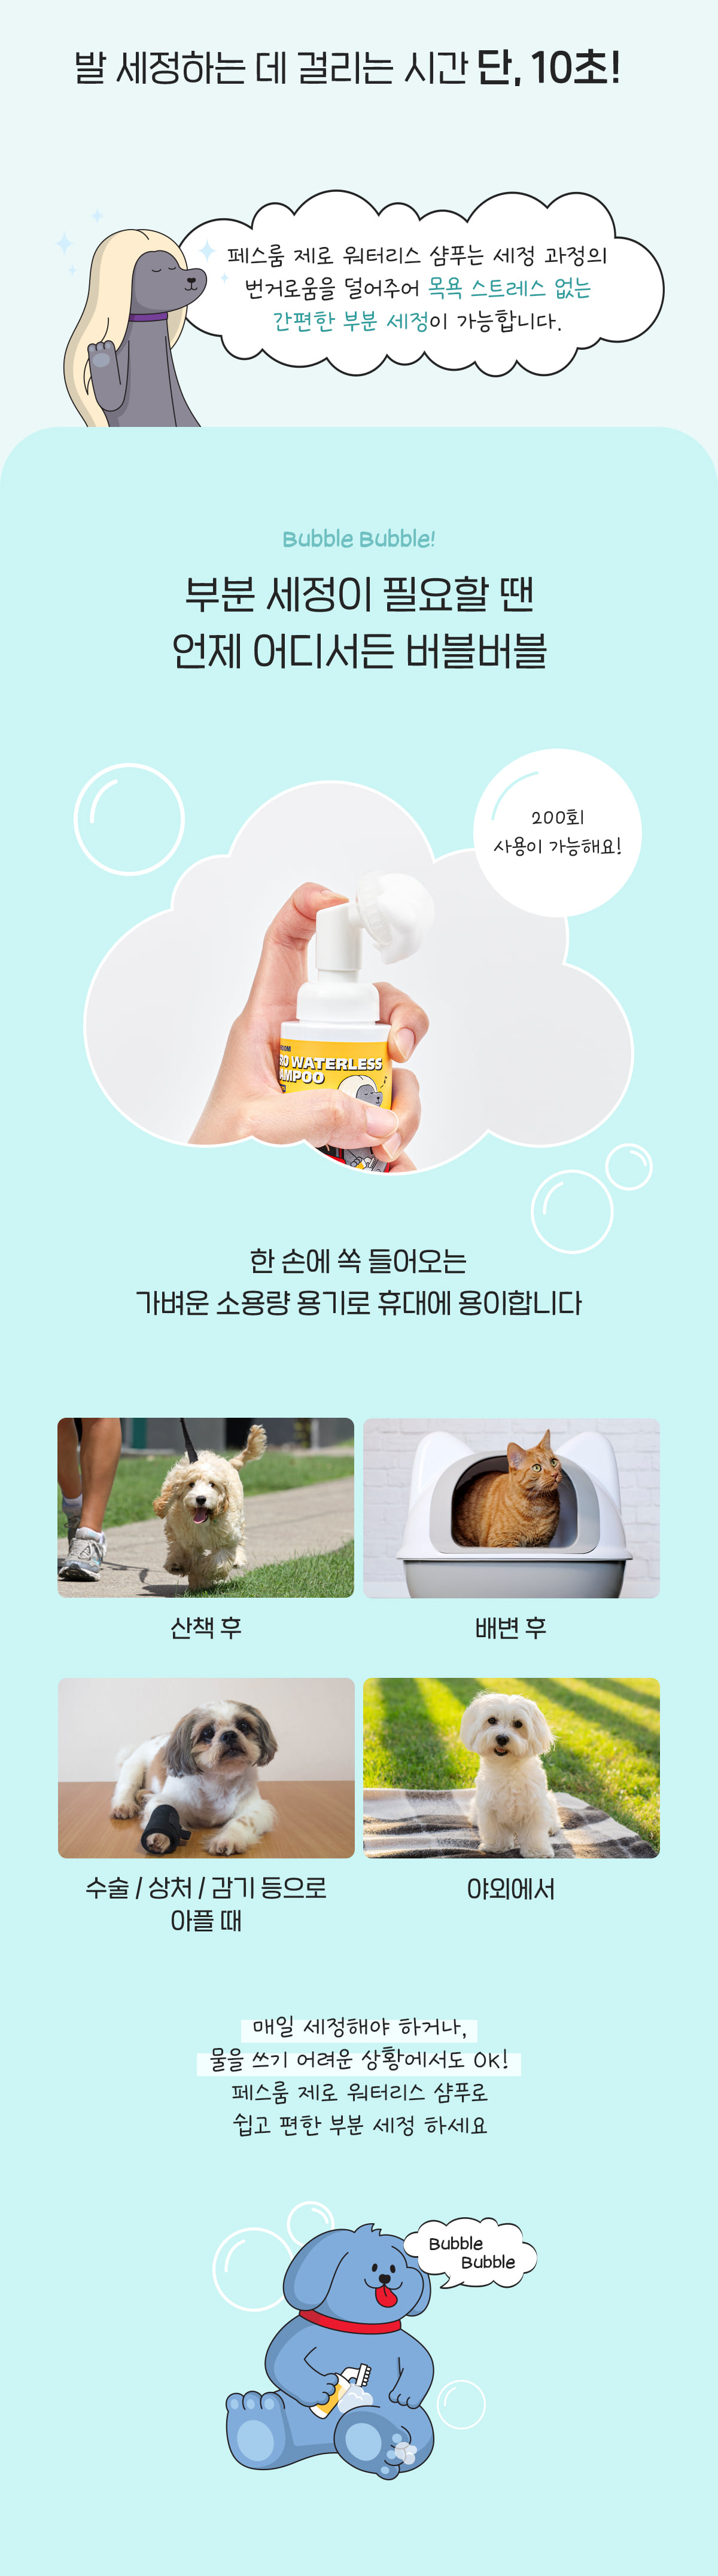 발 세정하는 데 걸리는 시간 단, 10초!
페스룸 제로 워터리스 샴푸는 세정 과정의
번거로움을 덜어주어 목욕 스트레스 없는
간편한 부분 세정이 가능합니다.
Bubble Bubble!
부분 세정이 필요할 땐
언제 어디서든 버블버블
200회
사용이 가능해요!
WATERLESS
한 손에 쏙 들어오는
가벼운 소용량 용기로 휴대에 용이합니다
산책 후
배변 후
수술 / 상처 / 감기 등으로
아플 때
야외에서
매일 세정해야 하거나,
물을 쓰기 어려운 상황에서도 OK!
페스룸 제로 워터리스 샴푸로
쉽고 편한 부분 세정 하세요
Bubble
Bubble